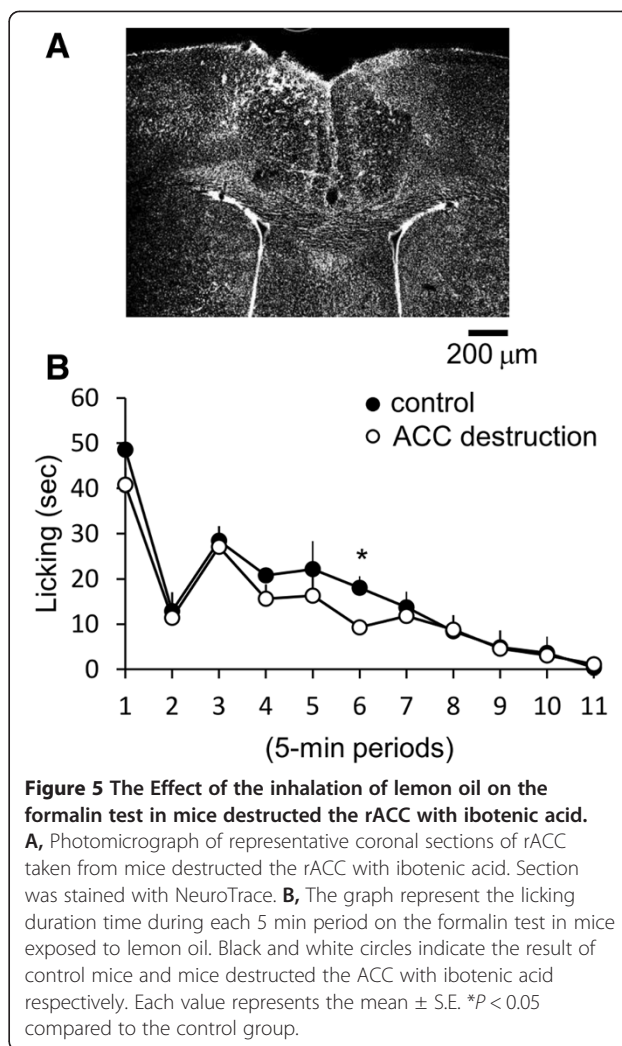 A
200 μm
B
60
50
40
30
20
10
0
Licking (sec)
control
ACC destruction
*
1 2 3 4 5 6 7 8 9 10 11
(5-min periods)
Figure 5 The Effect of the inhalation of lemon oil on the
formalin test in mice destructed the rACC with ibotenic acid.
A, Photomicrograph of representative coronal sections of rACC
taken from mice destructed the rACC with ibotenic acid. Section
was stained with NeuroTrace. B, The graph represent the licking
duration time during each 5 min period on the formalin test in mice
exposed to lemon oil. Black and white circles indicate the result of
control mice and mice destructed the ACC with ibotenic acid
respectively. Each value represents the mean ± S.E. *P < 0.05
compared to the control group.